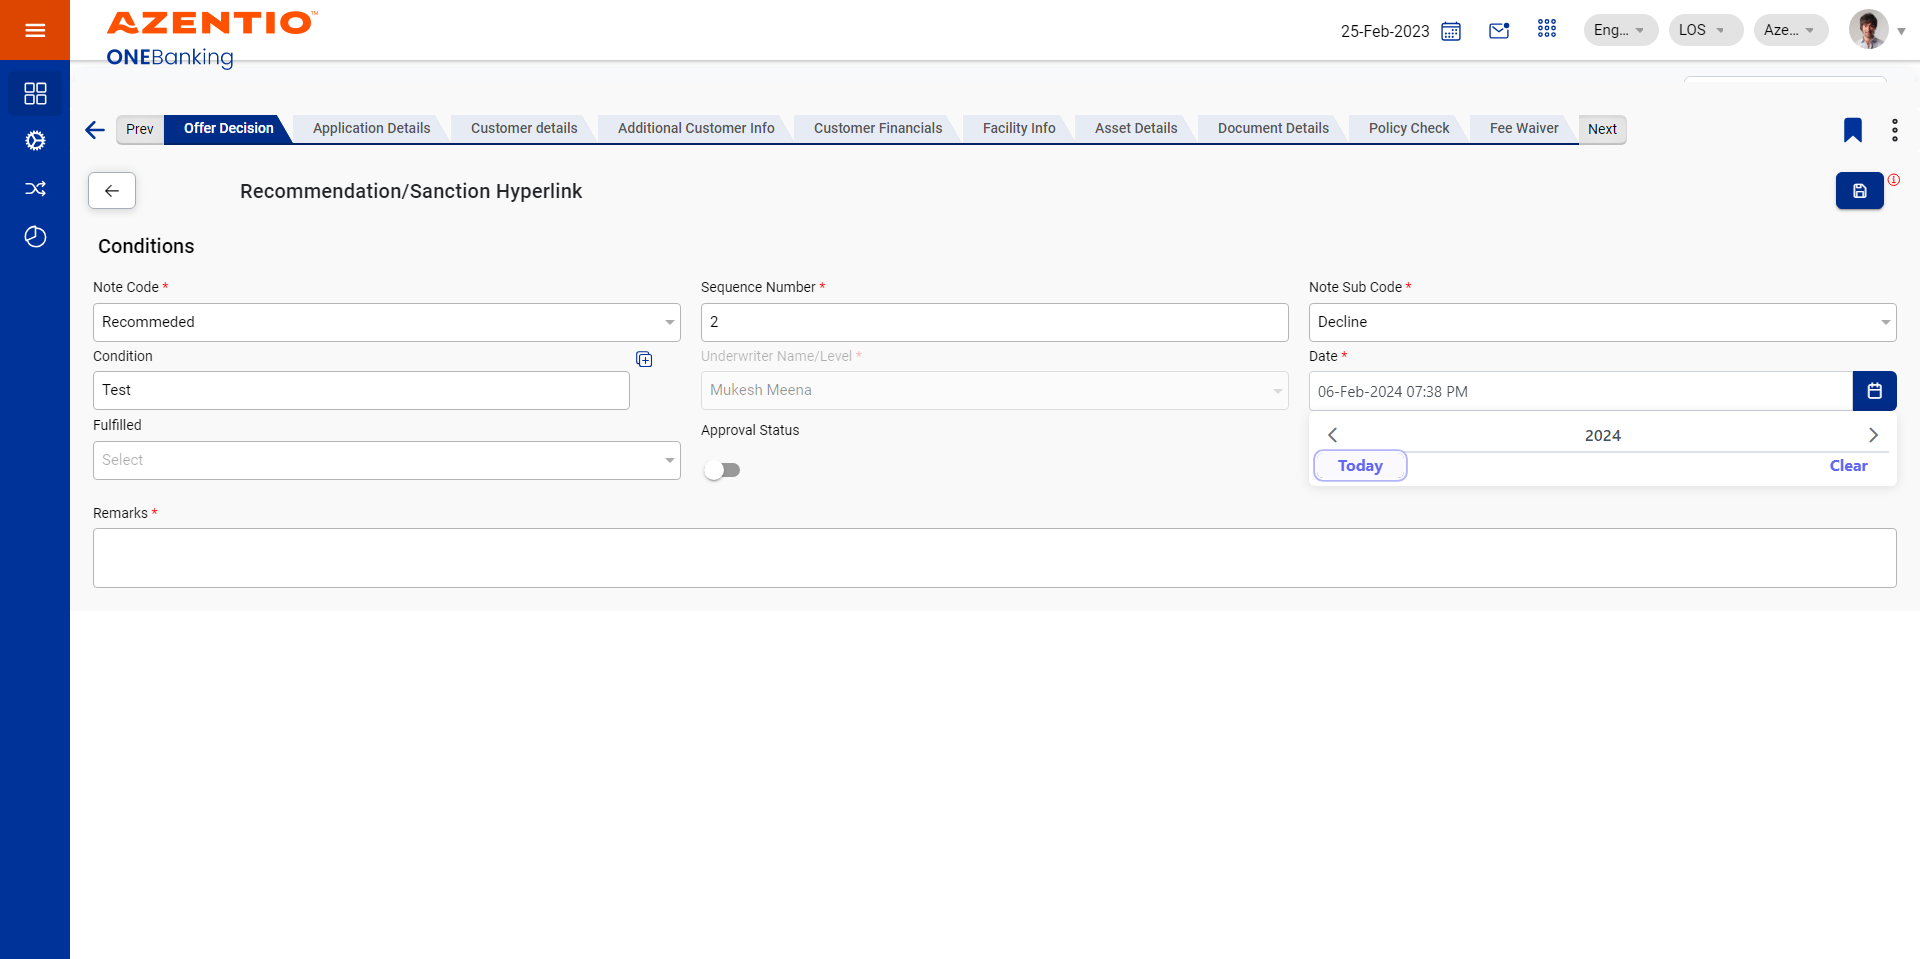 AZENTIO™
ONEBanking
25-Feb-2023
Eng...
LOS
Aze...
Prev
Offer Decision
Application Details
Customer details
Additional Customer Info
Customer Financials
Facility Info
Asset Details
Document Details
Policy Check
Fee Waiver
Next
Recommendation/Sanction Hyperlink
Conditions
Note Code *
Sequence Number *
Note Sub Code *
Recommeded
2
Decline
Condition
Underwriter Name/Level *
Date *
Test
Mukesh Meena
06-Feb-2024 07:38 PM
Fulfilled
Approval Status
2024
Select
Today
Clear
Remarks *